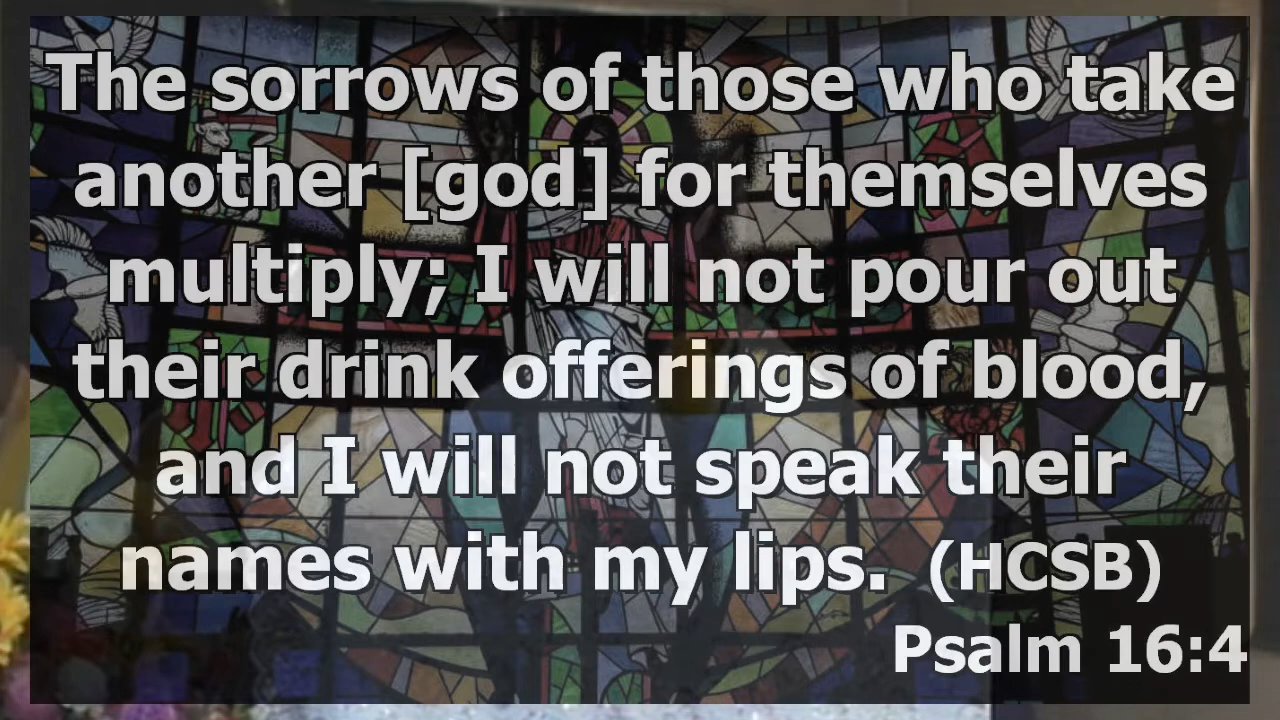 The sorrows of those who take
another [god] for themselves
multiply; I will not pour out
their drink offerings of blood,
and I will not speak their
names with my lips.  (HCSB)
Psalm 16:4